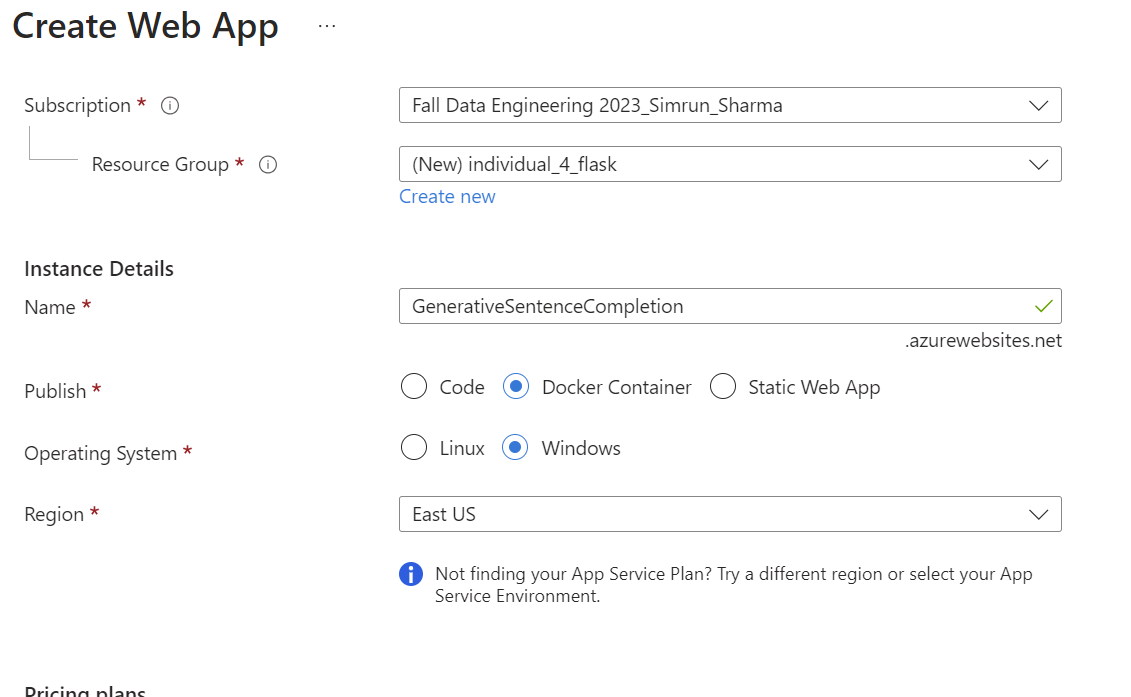 Create Web App ...
Subscription *
Fall Data Engineering 2023_Simrun_Sharma
Resource Group *
(New) individual_4_flask
Create new
Instance Details
Name *
GenerativeSentenceCompletion
.azurewebsites.net
Publish *
Code Docker Container Static Web App
Operating System *
Linux Windows
Region *
East US
Not finding your App Service Plan? Try a different region or select your App
Service Environment.
Pricing plans